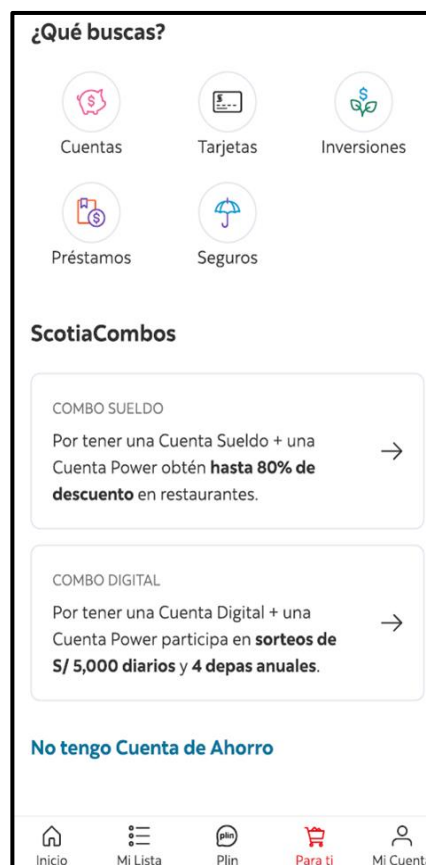 ¿Qué buscas?
Cuentas
Tarjetas
Inversiones
Préstamos
Seguros
ScotiaCombos
COMBO SUELDO
Por tener una Cuenta Sueldo + una
Cuenta Power obtén hasta 80% de
descuento en restaurantes.
COMBO DIGITAL
Por tener una Cuenta Digital + una
Cuenta Power participa en sorteos de
S/ 5,000 diarios y 4 depas anuales.
No tengo Cuenta de Ahorro
plin
Inicio
Mi Lista
Plin
Para ti
Mi Cuent